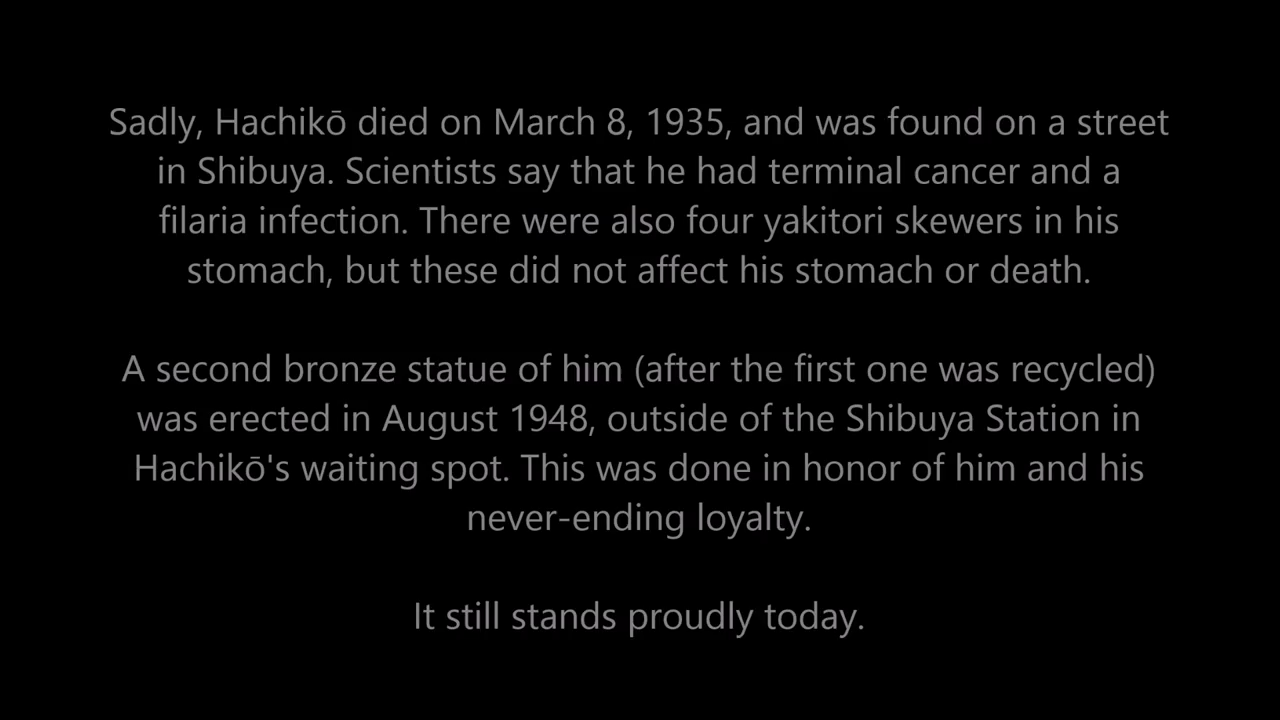 Sadly, Hachikō died on March 8, 1935, and was found on a street
in Shibuya. Scientists say that he had terminal cancer and a
filaria infection. There were also four yakitori skewers in his
stomach, but these did not affect his stomach or death.
A second bronze statue of him (after the first one was recycled)
was erected in August 1948, outside of the Shibuya Station in
Hachikō's waiting spot. This was done in honor of him and his
never-ending loyalty.
It still stands proudly today.